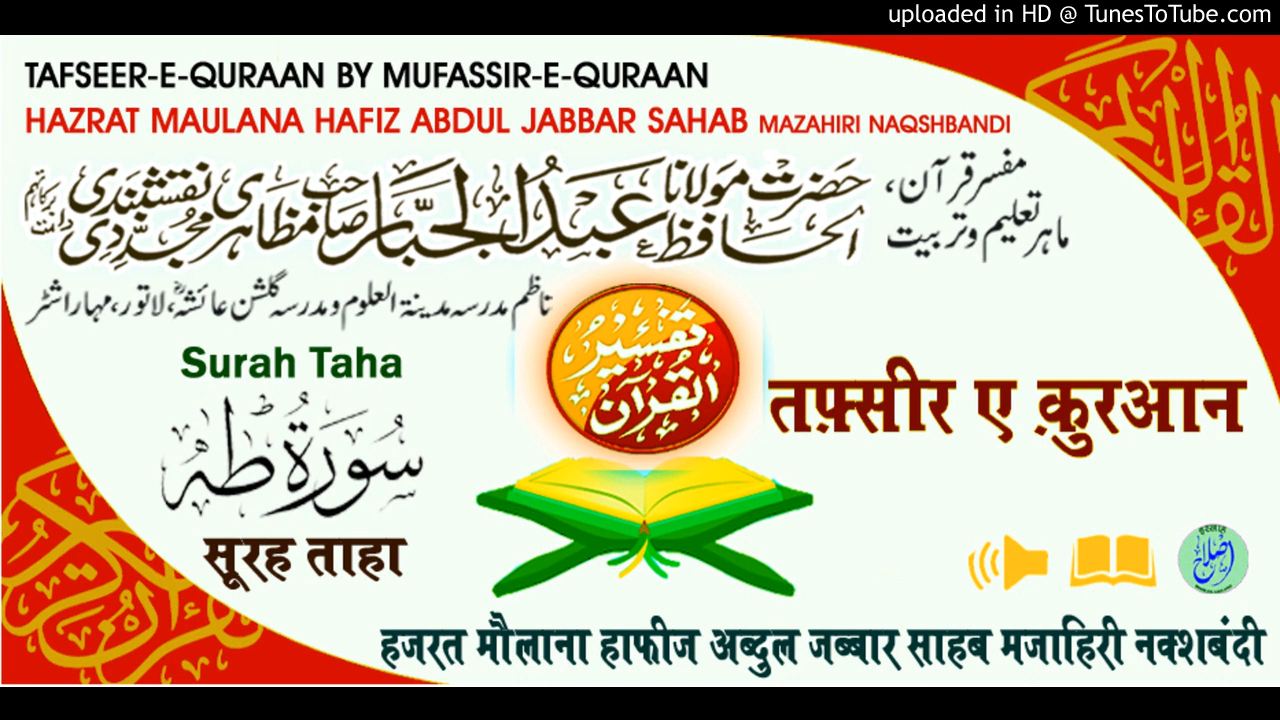 uploaded in HD @ TunesToTube.com
TAFSEER-E-QURAAN BY MUFASSIR-E-QURAAN
HAZRAT MAULANA HAFIZ ABDUL JABBAR SAHAB MAZAHIRI NAQSHBANDI
مفسر قرآن،
ماہر تعلیم وتربیت
حضرت مولانا الحافظ عبدالجبار صاحب مظاہری نقشبندی مجددی
ناظم مدرسہ مدینۃ العلوم ومدرسہ گلشن عائشہؓ، لاتور، مہاراشٹر
Surah Taha
سُورَةُ طٰهٰ
सूरह ताहा
تفسیر
القرآن
तफ़्सीर ए क़ुरआन
اصلاح
हजरत मौलाना हाफीज अब्दुल जब्बार साहब मजाहिरी नक्शबंदी